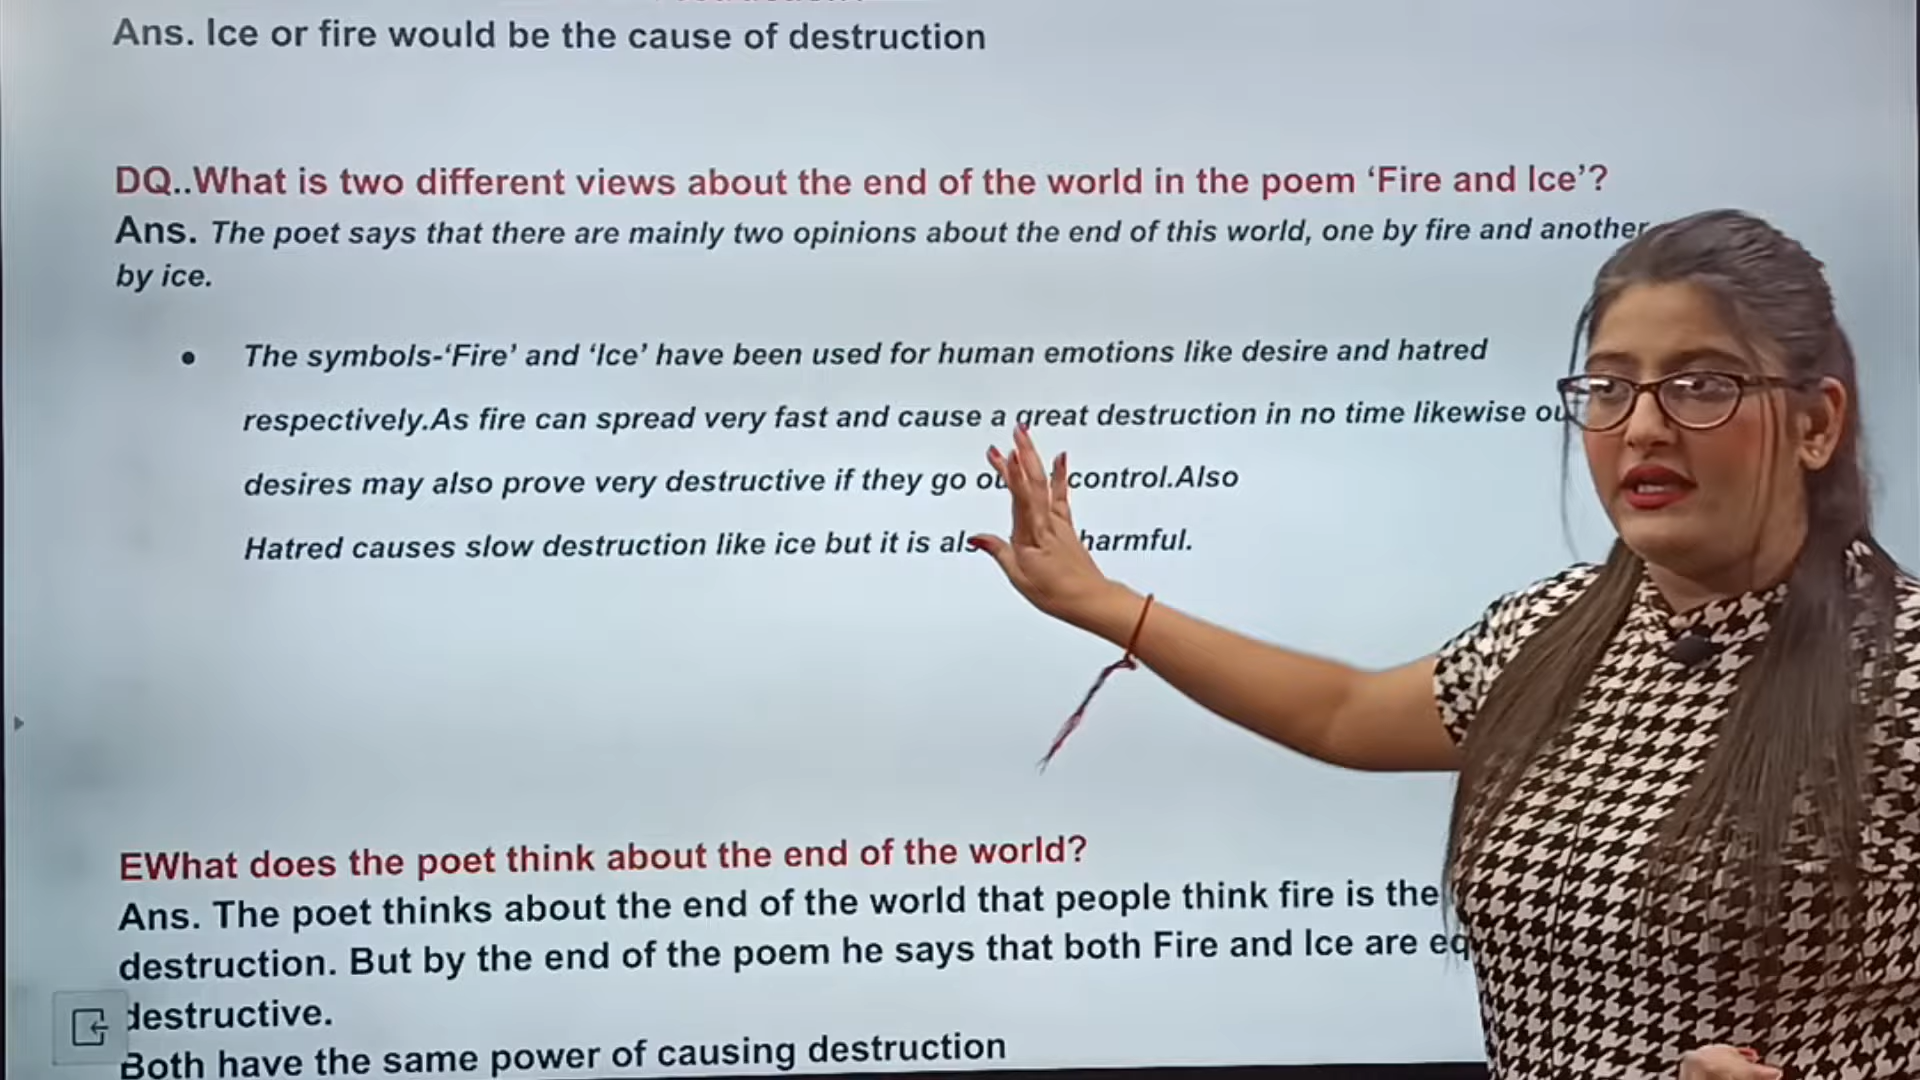 Ans. Ice or fire would be the cause of destruction
DQ..What is two different views about the end of the world in the poem ‘Fire and Ice’?
Ans. The poet says that there are mainly two opinions about the end of this world, one by fire and another
by ice.
• The symbols-‘Fire’ and ‘Ice’ have been used for human emotions like desire and hatred
respectively.As fire can spread very fast and cause a great destruction in no time likewise
desires may also prove very destructive if they go control.Also
Hatred causes slow destruction like ice but it is harmful.
EWhat does the poet think about the end of the world?
Ans. The poet thinks about the end of the world that people think fire is the
destruction. But by the end of the poem he says that both Fire and Ice are
destructive.
Both have the same power of causing destruction